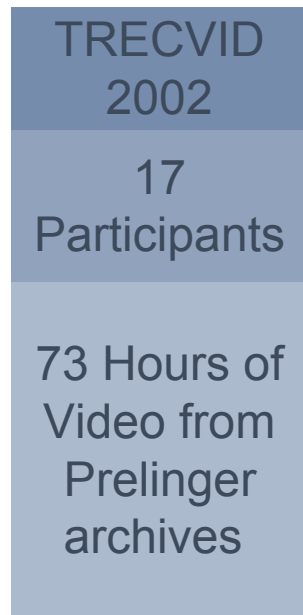 TRECVID
2002
17
Participants
73 Hours of
Video from
Prelinger
archives